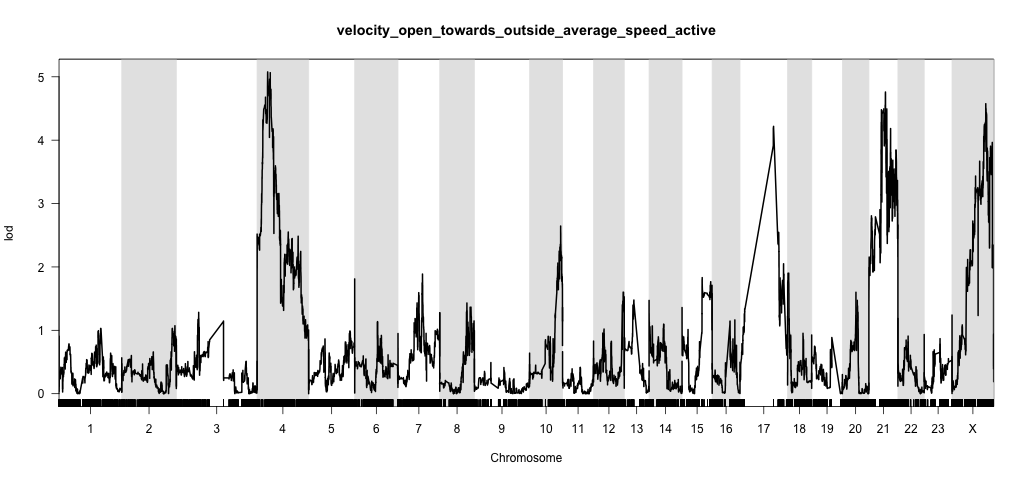 velocity_open_towards_outside_average_speed_active
5
4
3
2
1
0
lod
1 2 3 4 5 6 7 8 9 10 11 12 13 14 15 16 17 18 19 20 21 22 23 X
Chromosome